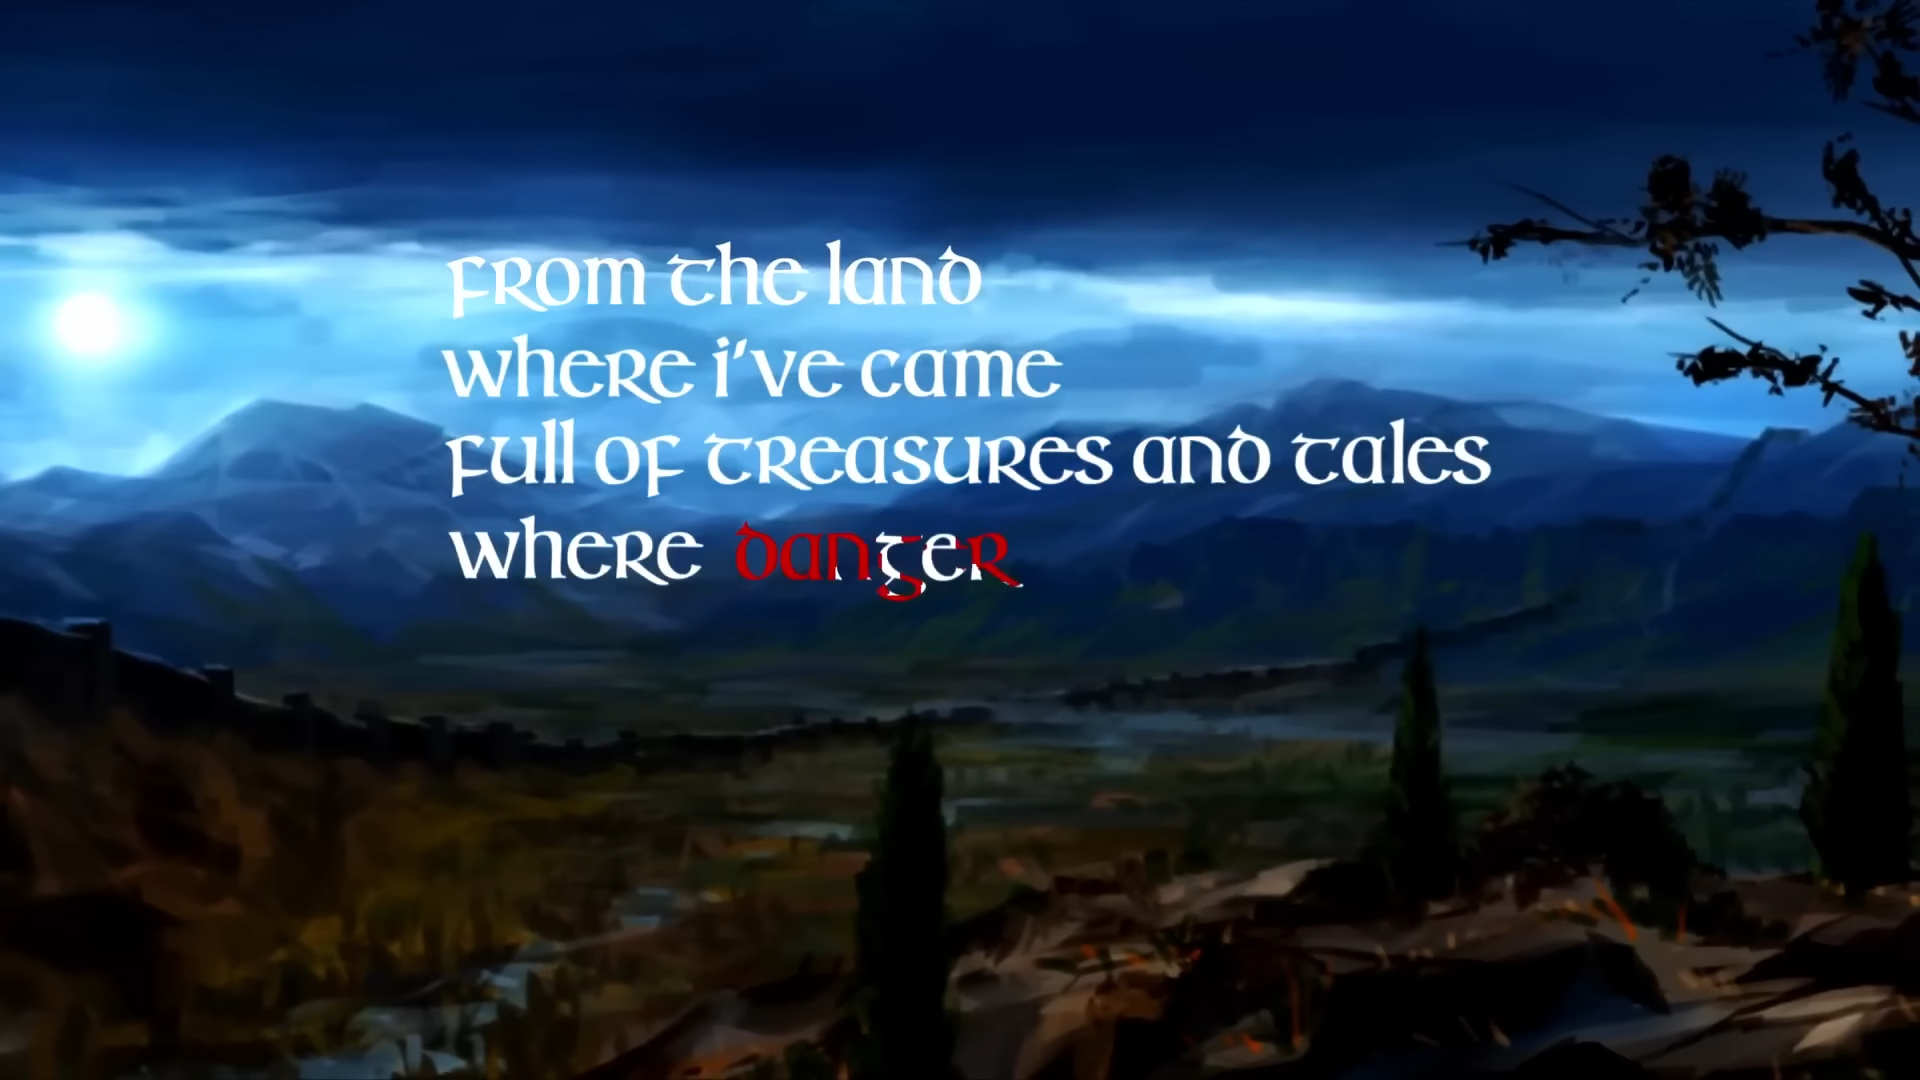 from the land
where i've came
full of treasures and tales
where danger